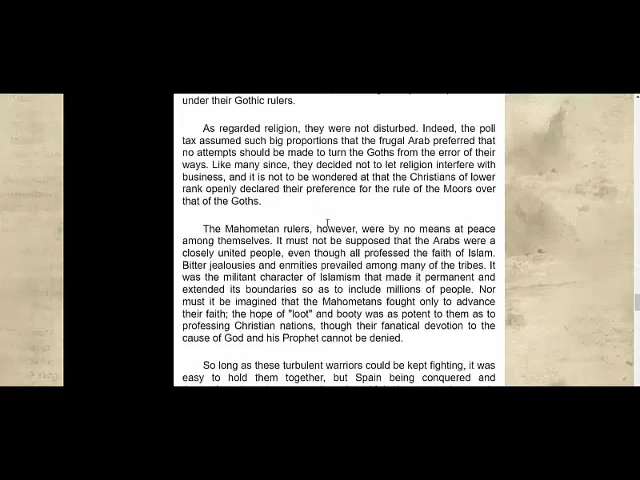 under their Gothic rulers.
As regarded religion, they were not disturbed. Indeed, the poll
tax assumed such big proportions that the frugal Arab preferred that
no attempts should be made to turn the Goths from the error of their
ways. Like many since, they decided not to let religion interfere with
business, and it is not to be wondered at that the Christians of lower
rank openly declared their preference for the rule of the Moors over
that of the Goths.
The Mahometan rulers, however, were by no means at peace
among themselves. It must not be supposed that the Arabs were a
closely united people, even though all professed the faith of Islam.
Bitter jealousies and enmities prevailed among many of the tribes. It
was the militant character of Islamism that made it permanent and
extended its boundaries so as to include millions of people. Nor
must it be imagined that the Mahometans fought only to advance
their faith; the hope of "loot" and booty was as potent to them as to
professing Christian nations, though their fanatical devotion to the
cause of God and his Prophet cannot be denied.
So long as these turbulent warriors could be kept fighting, it was
easy to hold them together, but Spain being conquered and